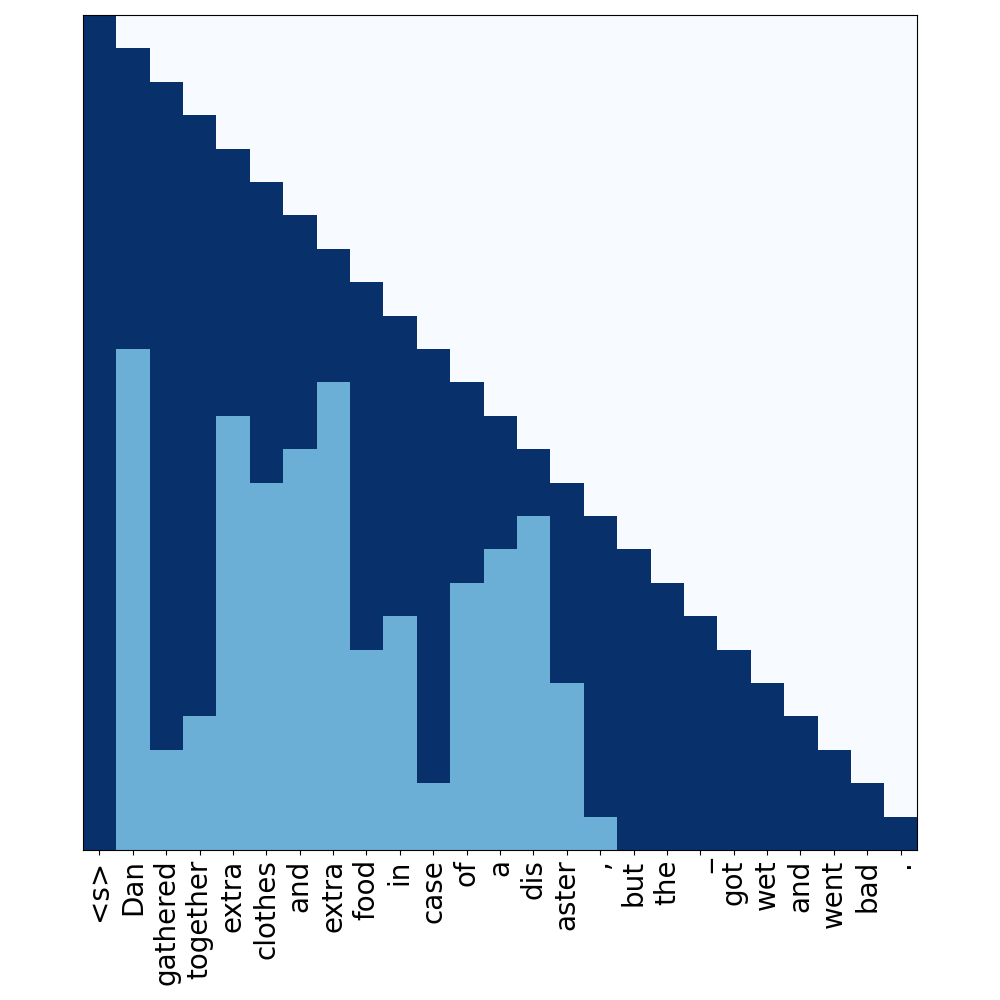 <s> Dan gathered together extra clothes and extra food in case of a dis aster , but the _ got wet and went bad .